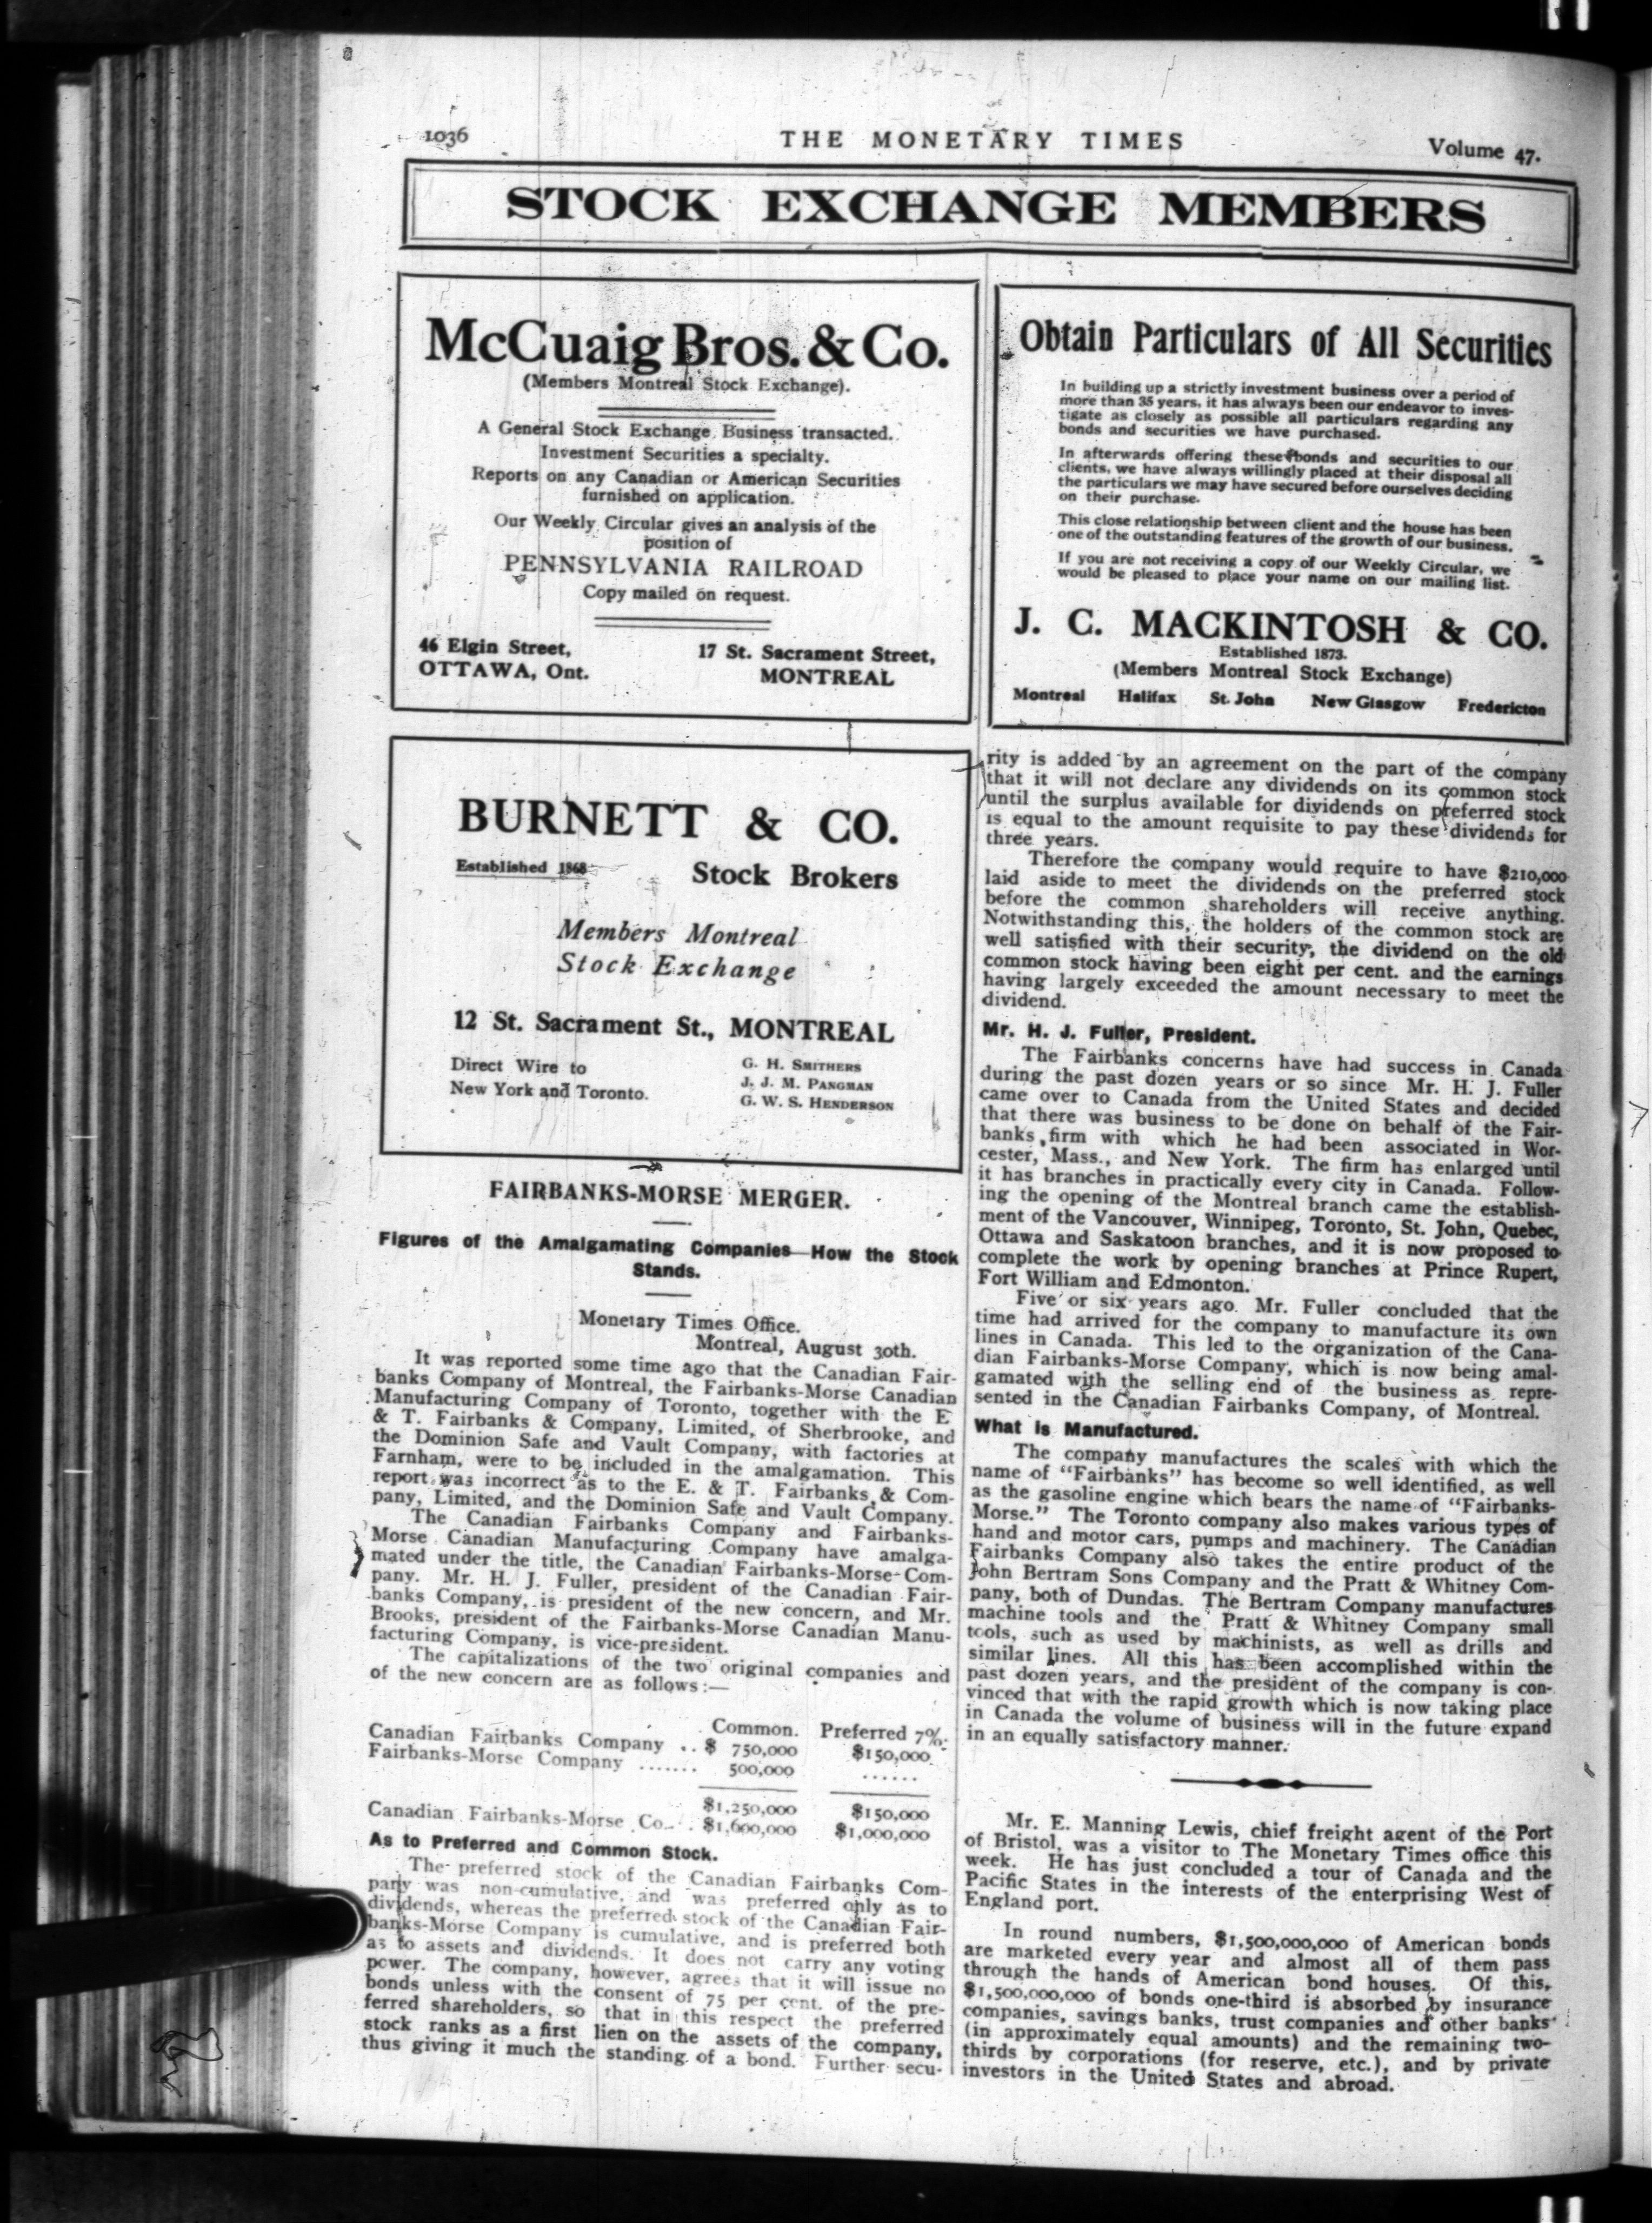 1036
THE MONETARY TIMES
Volume 47.
STOCK EXCHANGE MEMBERS
McCuaig Bros. & Co.
(Members Montreal Stock Exchange).
A General Stock Exchange Business transacted.
Investment Securities a specialty.
Reports on any Canadian or American Securities
furnished on application.
Our Weekly Circular gives an analysis of the
position of
PENNSYLVANIA RAILROAD
Copy mailed on request.
46 Elgin Street,
OTTAWA, Ont.
17 St. Sacrament Street,
MONTREAL
Obtain Particulars of All Securities
In building up a strictly investment business over a period of
more than 35 years, it has always been our endeavor to inves-
tigate as closely as possible all particulars regarding any
bonds and securities we have purchased.
In afterwards offering these bonds and securities to our
clients, we have always willingly placed at their disposal all
the particulars we may have secured before ourselves deciding
on their purchase.
This close relationship between client and the house has been
one of the outstanding features of the growth of our business.
If you are not receiving a copy of our Weekly Circular, we
would be pleased to place your name on our mailing list.
J. C. MACKINTOSH & CO.
Established 1873.
(Members Montreal Stock Exchange)
Montreal Halifax St. John New Glasgow Fredericton
BURNETT & CO.
Established 1868
Stock Brokers
Members Montreal
Stock Exchange
12 St. Sacrament St., MONTREAL
Direct Wire to
New York and Toronto.
G. H. SMITHERS
J. J. M. PANGMAN
G. W. S. HENDERSON
FAIRBANKS-MORSE MERGER.
Figures of the Amalgamating Companies—How the Stock
Stands.
Monetary Times Office.
Montreal, August 30th.
It was reported some time ago that the Canadian Fair-
banks Company of Montreal, the Fairbanks-Morse Canadian
Manufacturing Company of Toronto, together with the E
& T. Fairbanks & Company, Limited, of Sherbrooke, and
the Dominion Safe and Vault Company, with factories at
Farnham, were to be included in the amalgamation. This
report was incorrect as to the E. & T. Fairbanks & Com-
pany, Limited, and the Dominion Safe and Vault Company.
The Canadian Fairbanks Company and Fairbanks-
Morse Canadian Manufacturing Company have amalga-
mated under the title, the Canadian Fairbanks-Morse-Com-
pany. Mr. H. J. Fuller, president of the Canadian Fair-
banks Company, is president of the new concern, and Mr.
Brooks, president of the Fairbanks-Morse Canadian Manu-
facturing Company, is vice-president.
The capitalizations of the two original companies and
of the new concern are as follows:—
Common. Preferred 7%.
Canadian Fairbanks Company .. $ 750,000 $150,000
Fairbanks-Morse Company ....... 500,000 ......
$1,250,000 $150,000
Canadian Fairbanks-Morse Co. . $1,600,000 $1,000,000
As to Preferred and Common Stock.
The preferred stock of the Canadian Fairbanks Com-
pany was non-cumulative, and was preferred only as to
dividends, whereas the preferred stock of the Canadian Fair-
banks-Morse Company is cumulative, and is preferred both
as to assets and dividends. It does not carry any voting
power. The company, however, agrees that it will issue no
bonds unless with the consent of 75 per cent. of the pre-
ferred shareholders, so that in this respect the preferred
stock ranks as a first lien on the assets of the company,
thus giving it much the standing of a bond. Further secu-
rity is added by an agreement on the part of the company
that it will not declare any dividends on its common stock
until the surplus available for dividends on preferred stock
is equal to the amount requisite to pay these dividends for
three years.
Therefore the company would require to have $210,000
laid aside to meet the dividends on the preferred stock
before the common shareholders will receive anything.
Notwithstanding this, the holders of the common stock are
well satisfied with their security, the dividend on the old
common stock having been eight per cent. and the earnings
having largely exceeded the amount necessary to meet the
dividend.
Mr. H. J. Fuller, President.
The Fairbanks concerns have had success in Canada
during the past dozen years or so since Mr. H. J. Fuller
came over to Canada from the United States and decided
that there was business to be done on behalf of the Fair-
banks firm with which he had been associated in Wor-
cester, Mass., and New York. The firm has enlarged until
it has branches in practically every city in Canada. Follow-
ing the opening of the Montreal branch came the establish-
ment of the Vancouver, Winnipeg, Toronto, St. John, Quebec,
Ottawa and Saskatoon branches, and it is now proposed to
complete the work by opening branches at Prince Rupert,
Fort William and Edmonton.
Five or six years ago Mr. Fuller concluded that the
time had arrived for the company to manufacture its own
lines in Canada. This led to the organization of the Cana-
dian Fairbanks-Morse Company, which is now being amal-
gamated with the selling end of the business as repre-
sented in the Canadian Fairbanks Company, of Montreal.
What is Manufactured.
The company manufactures the scales with which the
name of "Fairbanks" has become so well identified, as well
as the gasoline engine which bears the name of "Fairbanks-
Morse." The Toronto company also makes various types of
hand and motor cars, pumps and machinery. The Canadian
Fairbanks Company also takes the entire product of the
John Bertram Sons Company and the Pratt & Whitney Com-
pany, both of Dundas. The Bertram Company manufactures
machine tools and the Pratt & Whitney Company small
tools, such as used by machinists, as well as drills and
similar lines. All this has been accomplished within the
past dozen years, and the president of the company is con-
vinced that with the rapid growth which is now taking place
in Canada the volume of business will in the future expand
in an equally satisfactory manner.
Mr. E. Manning Lewis, chief freight agent of the Port
of Bristol, was a visitor to The Monetary Times office this
week. He has just concluded a tour of Canada and the
Pacific States in the interests of the enterprising West of
England port.
In round numbers, $1,500,000,000 of American bonds
are marketed every year and almost all of them pass
through the hands of American bond houses. Of this,
$1,500,000,000 of bonds one-third is absorbed by insurance
companies, savings banks, trust companies and other banks
(in approximately equal amounts) and the remaining two-
thirds by corporations (for reserve, etc.), and by private
investors in the United States and abroad.